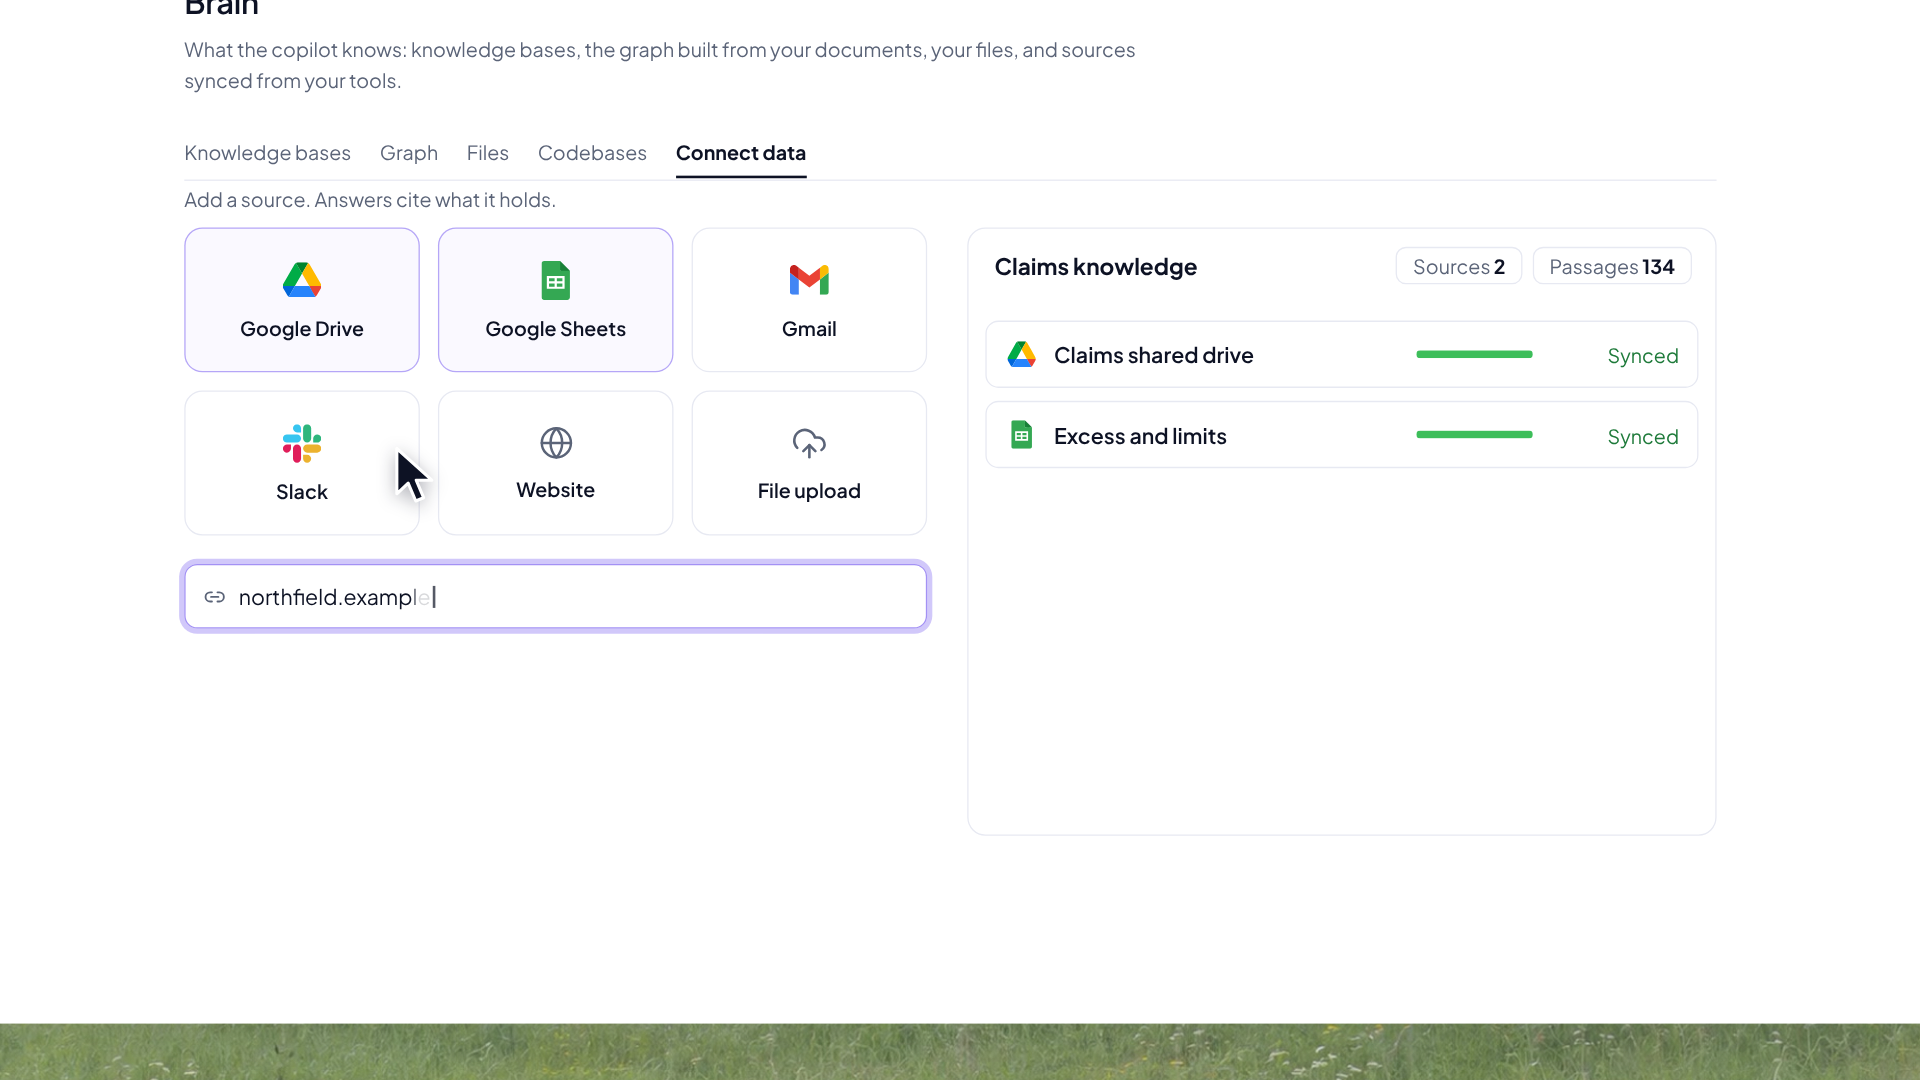 Brain
What the copilot knows: knowledge bases, the graph built from your documents, your files, and sources
synced from your tools.
Knowledge bases
Graph
Files
Codebases
Connect data
Add a source. Answers cite what it holds.
Google Drive
Google Sheets
Gmail
Slack
Website
File upload
northfield.example
Claims knowledge
Sources 2
Passages 134
Claims shared drive
Synced
Excess and limits
Synced